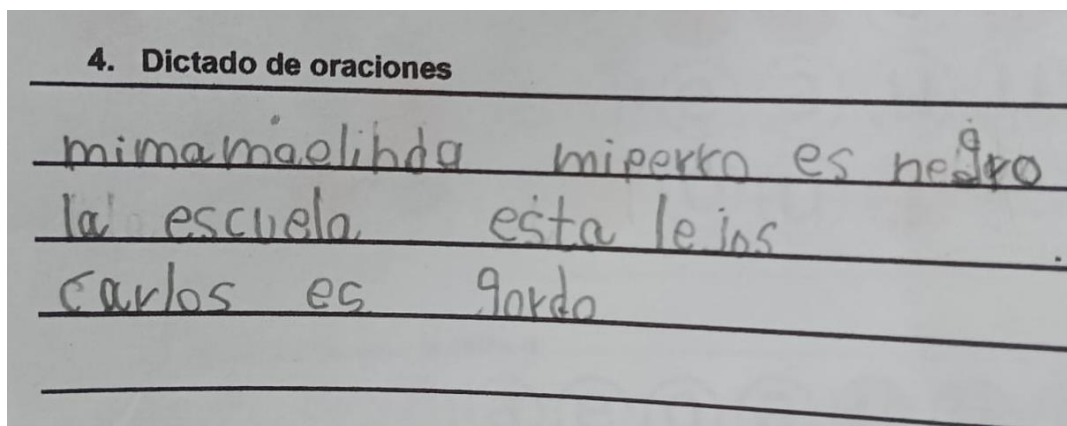 4. Dictado de oraciones
mimamaelinda miperro es negro
la escuela esta lejos
carlos es gordo